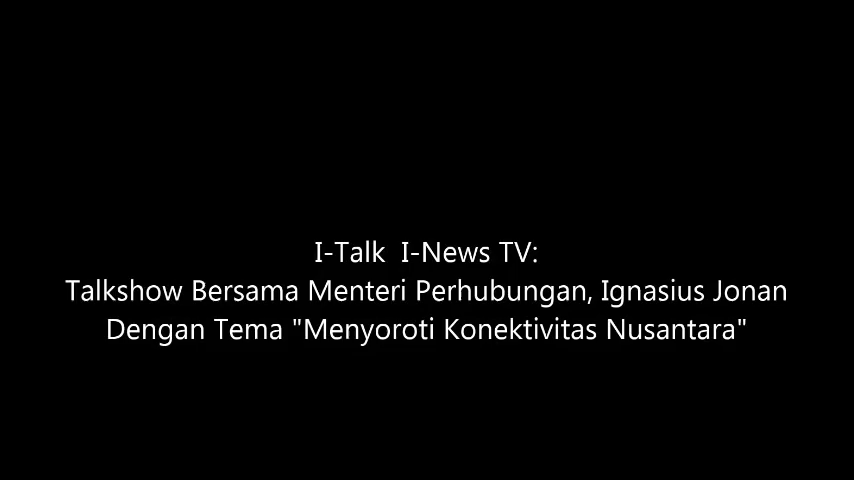 I-Talk  I-News TV:
Talkshow Bersama Menteri Perhubungan, Ignasius Jonan
Dengan Tema "Menyoroti Konektivitas Nusantara"